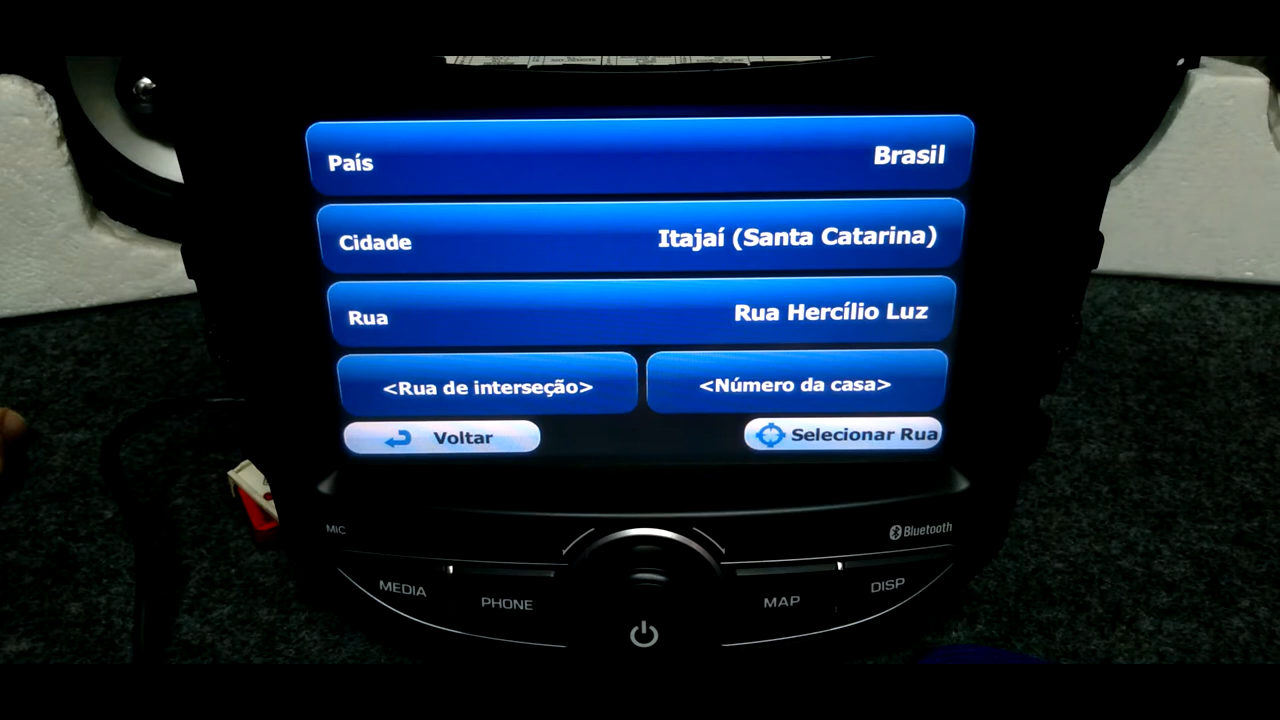 País
Brasil
Cidade
Itajaí (Santa Catarina)
Rua
Rua Hercílio Luz
<Rua de interseção>
<Número da casa>
Voltar
Selecionar Rua
MIC
Bluetooth
MEDIA
PHONE
MAP
DISP